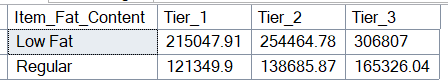 Item_Fat_Content Tier_1 Tier_2 Tier_3
Low Fat 215047.91 254464.78 306807
Regular 121349.9 138685.87 165326.04